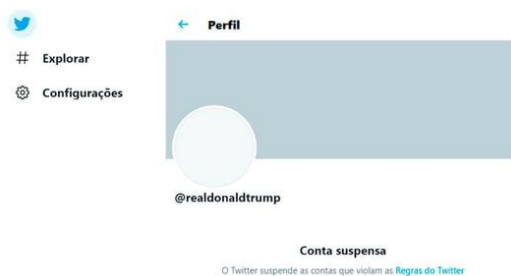 ← Perfil
# Explorar
Configurações
@realdonaldtrump
Conta suspensa
O Twitter suspende as contas que violam as Regras do Twitter